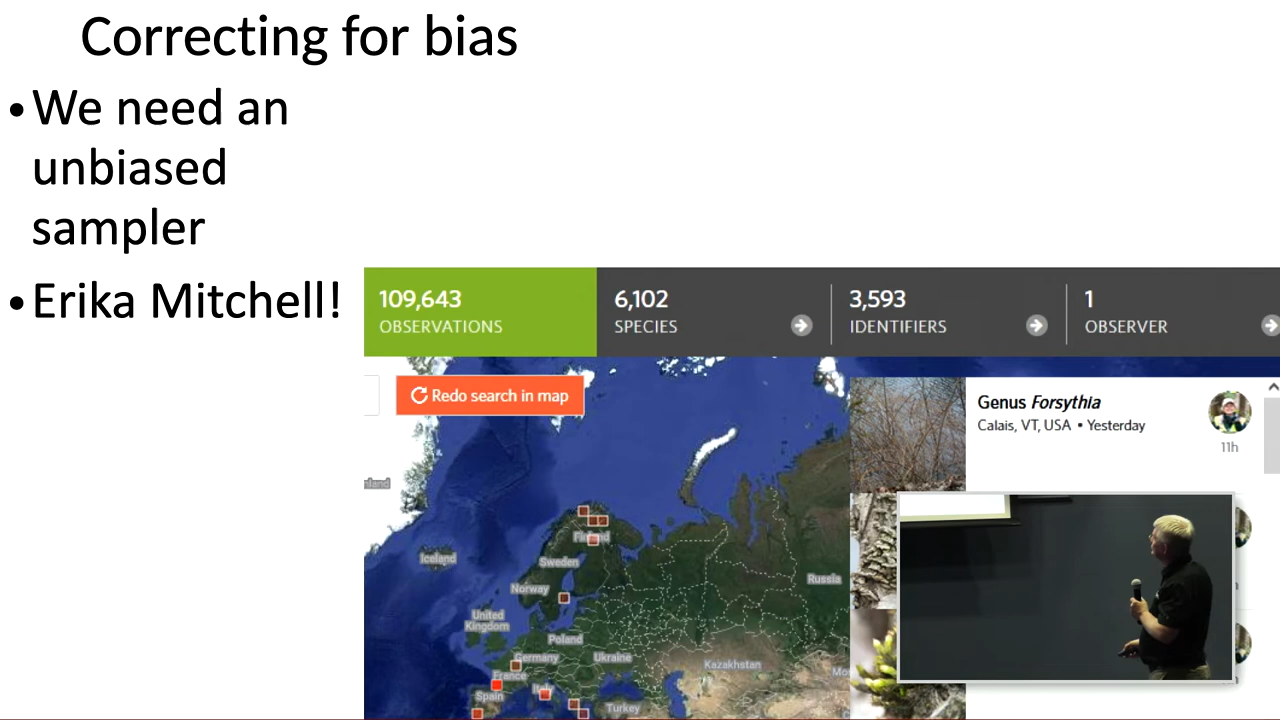 Correcting for bias
• We need an
unbiased
sampler
• Erika Mitchell!
109,643
OBSERVATIONS
6,102
SPECIES
3,593
IDENTIFIERS
1
OBSERVER
Redo search in map
Genus Forsythia
Calais, VT, USA • Yesterday
11h
Iceland
Finland
Sweden
Norway
Russia
United
Kingdom
Poland
Germany
Ukraine
France
Kazakhstan
Spain
Italy
Turkey